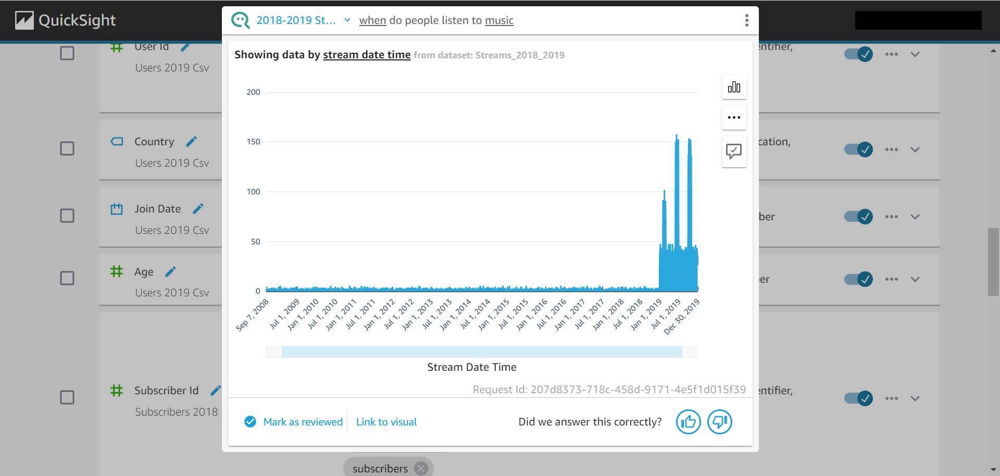 QuickSight
2018-2019 St...
when do people listen to music
Showing data by stream date time from dataset: Streams_2018_2019
200
150
100
50
0
Sep 7, 2008
Jul 1, 2009
Jan 1, 2010
Jul 1, 2010
Jan 1, 2011
Jul 1, 2011
Jan 1, 2012
Jul 1, 2012
Jan 1, 2013
Jul 1, 2013
Jan 1, 2014
Jul 1, 2014
Jan 1, 2015
Jul 1, 2015
Jan 1, 2016
Jul 1, 2016
Jan 1, 2017
Jul 1, 2017
Jan 1, 2018
Jul 1, 2018
Jan 1, 2019
Jul 1, 2019
Dec 30, 2019
Stream Date Time
Request Id: 207d8373-718c-458d-9171-4e5f1d015f39
Mark as reviewed
Link to visual
Did we answer this correctly?
User Id
Users 2019 Csv
entifier,
Country
Users 2019 Csv
cation,
Join Date
Users 2019 Csv
ber
Age
Users 2019 Csv
er
Subscriber Id
Subscribers 2018
entifier,
subscribers